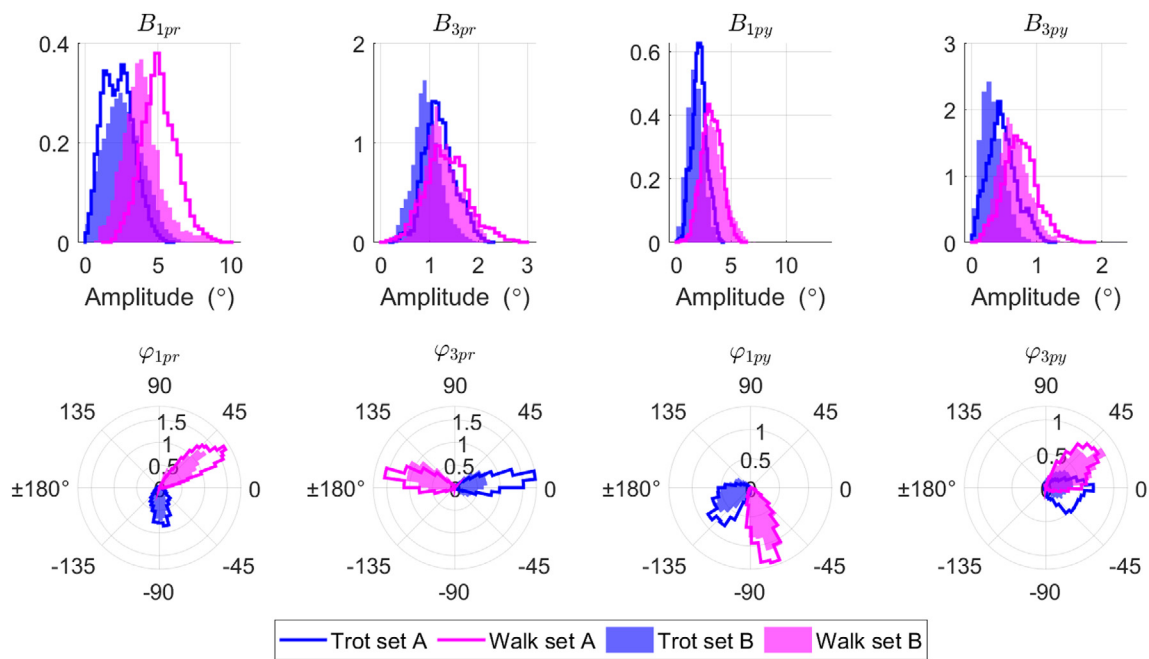 B1pr B3pr B1py B3py
0.4 2 0.6 3
0.2 1 0.4 2
0.2 1
0 0 0 0
0 5 10 0 1 2 3 0 5 10 0 1 2
Amplitude (°) Amplitude (°) Amplitude (°) Amplitude (°)
φ1pr φ3pr φ1py φ3py
90 90 90 90
135 45 135 45 135 45 135 45
1.5 1.5 1 1
1 1 0.5 0.5
0.5 0.5
±180° 0 0 ±180° 0 0 ±180° 0 0 ±180° 0 0
-135 -45 -135 -45 -135 -45 -135 -45
-90 -90 -90 -90
Trot set A Walk set A Trot set B Walk set B